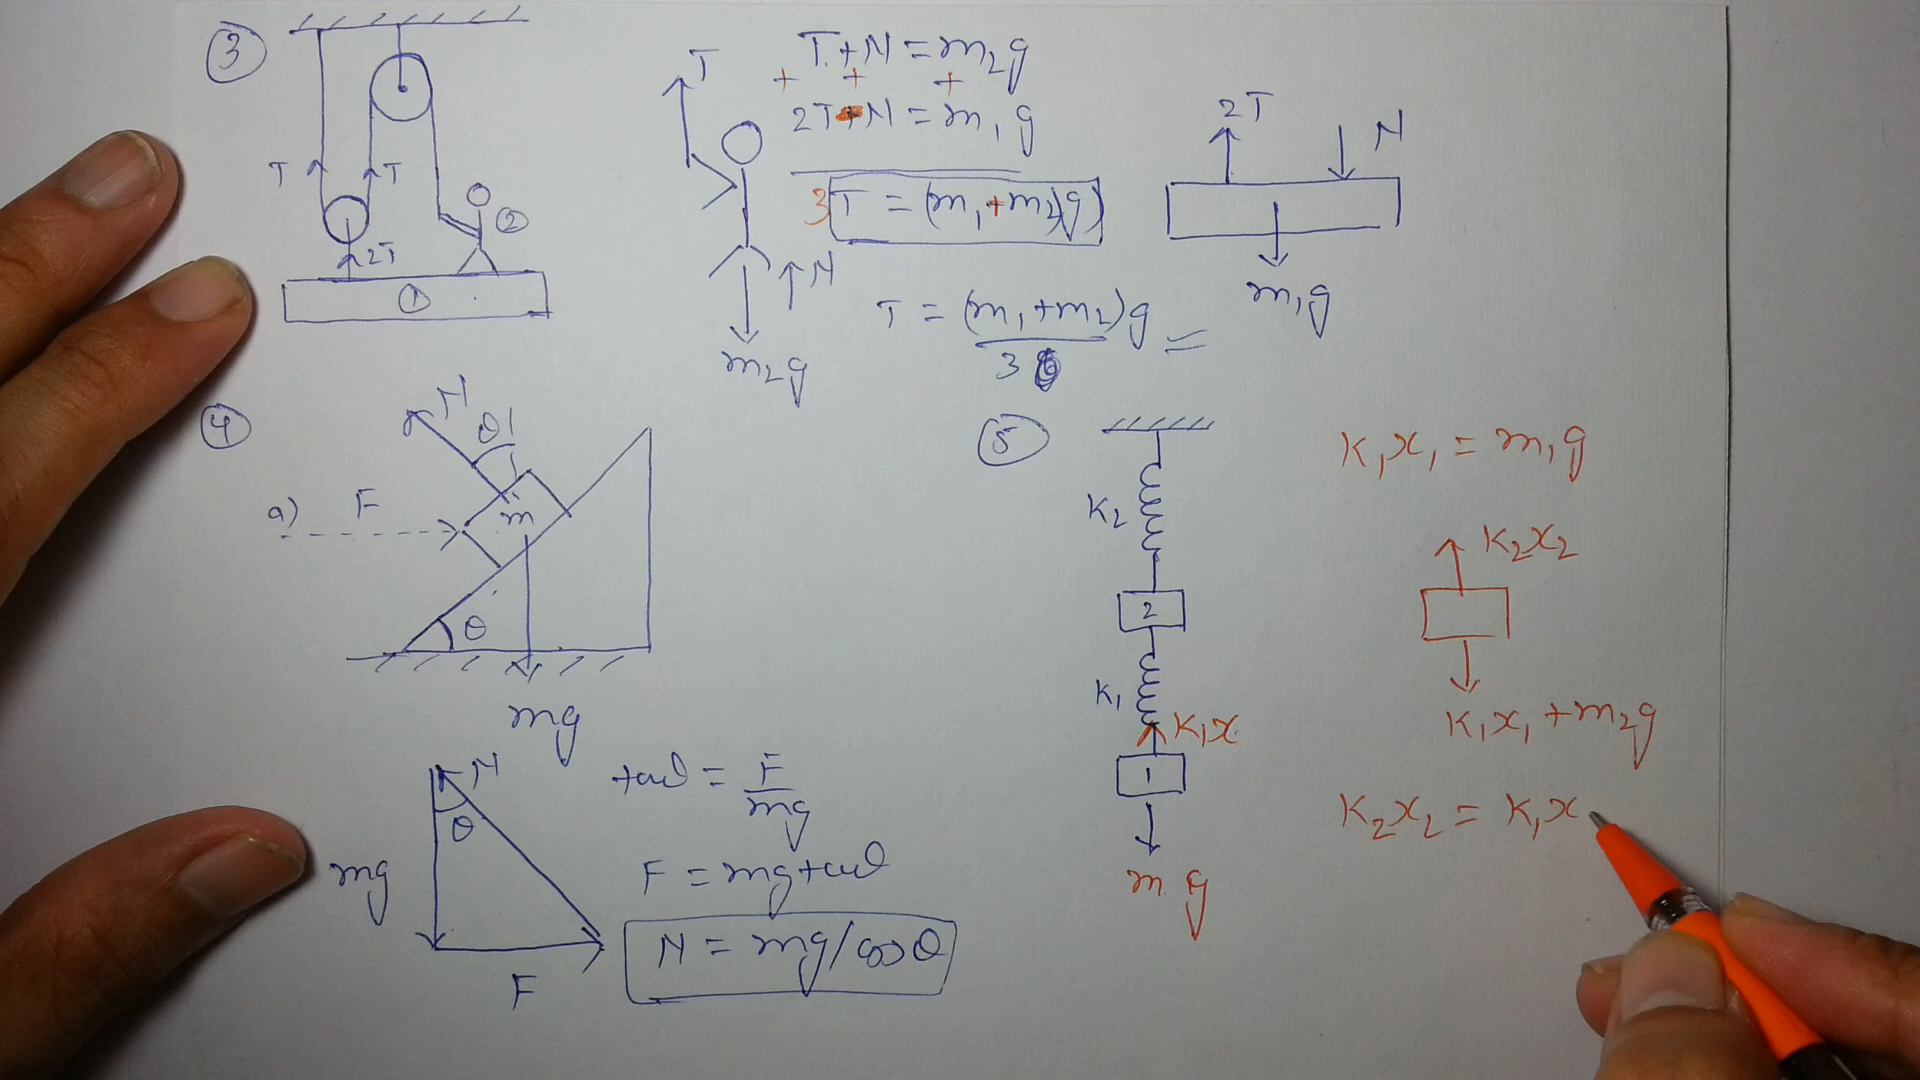 3
T T
2T
1
2
T
N
m₂g
T + N = m₂g
+ + +
2T - N = m₁g
3T = (m₁+m₂)g
T = (m₁+m₂)g =
3
2T
N
m₁g
4
N
θ
a) F
m
θ
mg
N
θ
mg
F
tanθ = F/mg
F = mg tanθ
N = mg/cosθ
5
K₂
2
K₁
K₁x
1
m g
K₁x₁ = m₁g
K₂x₂
K₁x₁ + m₂g
K₂x₂ = K₁x